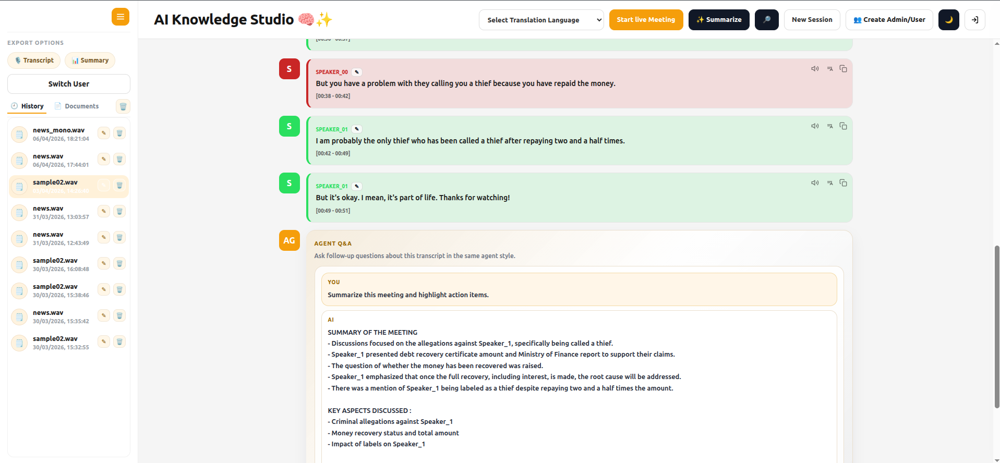 AI Knowledge Studio 🧠✨
Select Translation Language
Start live Meeting
✨ Summarize
New Session
👥 Create Admin/User
EXPORT OPTIONS
🎙️ Transcript
📊 Summary
Switch User
History
Documents
news_mono.wav
06/04/2026, 18:21:04
news.wav
06/04/2026, 17:44:01
sample02.wav
03/04/2026, 14:26:40
news.wav
31/03/2026, 13:03:57
news.wav
31/03/2026, 12:43:49
sample02.wav
30/03/2026, 16:08:48
sample02.wav
30/03/2026, 15:38:46
news.wav
30/03/2026, 15:35:42
sample02.wav
30/03/2026, 15:32:55
S
SPEAKER_00
But you have a problem with they calling you a thief because you have repaid the money.
[00:38 - 00:42]
S
SPEAKER_01
I am probably the only thief who has been called a thief after repaying two and a half times.
[00:42 - 00:49]
S
SPEAKER_01
But it's okay. I mean, it's part of life. Thanks for watching!
[00:49 - 00:51]
AG
AGENT Q&A
Ask follow-up questions about this transcript in the same agent style.
YOU
Summarize this meeting and highlight action items.
AI
SUMMARY OF THE MEETING
- Discussions focused on the allegations against Speaker_1, specifically being called a thief.
- Speaker_1 presented debt recovery certificate amount and Ministry of Finance report to support their claims.
- The question of whether the money has been recovered was raised.
- Speaker_1 emphasized that once the full recovery, including interest, is made, the root cause will be addressed.
- There was a mention of Speaker_1 being labeled as a thief despite repaying two and a half times the amount.
KEY ASPECTS DISCUSSED :
- Criminal allegations against Speaker_1
- Money recovery status and total amount
- Impact of labels on Speaker_1